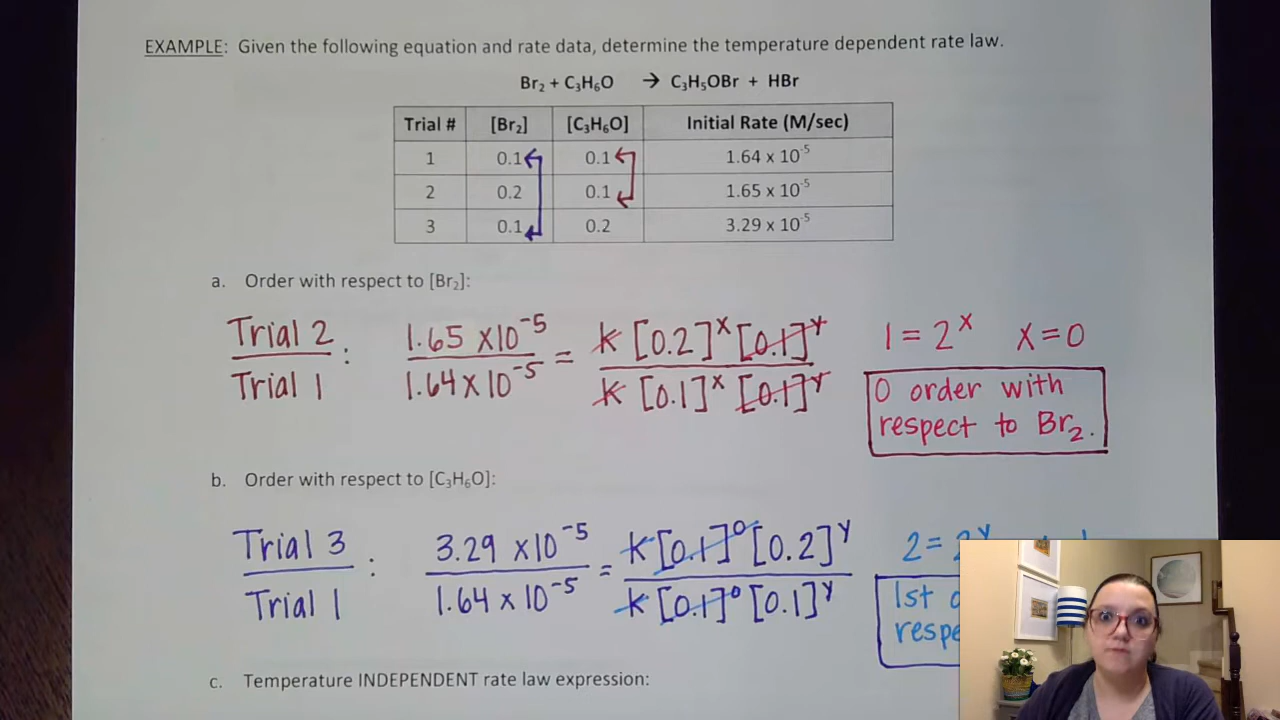 EXAMPLE: Given the following equation and rate data, determine the temperature dependent rate law.
Br₂ + C₃H₆O → C₃H₅OBr + HBr
Trial # [Br₂] [C₃H₆O] Initial Rate (M/sec)
1 0.1 0.1 1.64 x 10⁻⁵
2 0.2 0.1 1.65 x 10⁻⁵
3 0.1 0.2 3.29 x 10⁻⁵
a. Order with respect to [Br₂]:
Trial 2 / Trial 1 : 1.65 x10⁻⁵ / 1.64 x 10⁻⁵ = k [0.2]ˣ [0.1]ʸ / k [0.1]ˣ [0.1]ʸ 1 = 2ˣ x = 0
0 order with
respect to Br₂.
b. Order with respect to [C₃H₆O]:
Trial 3 / Trial 1 : 3.29 x10⁻⁵ / 1.64 x 10⁻⁵ = k [0.1]⁰ [0.2]ʸ / k [0.1]⁰ [0.1]ʸ 2 = 2ʸ
1st
c. Temperature INDEPENDENT rate law expression: